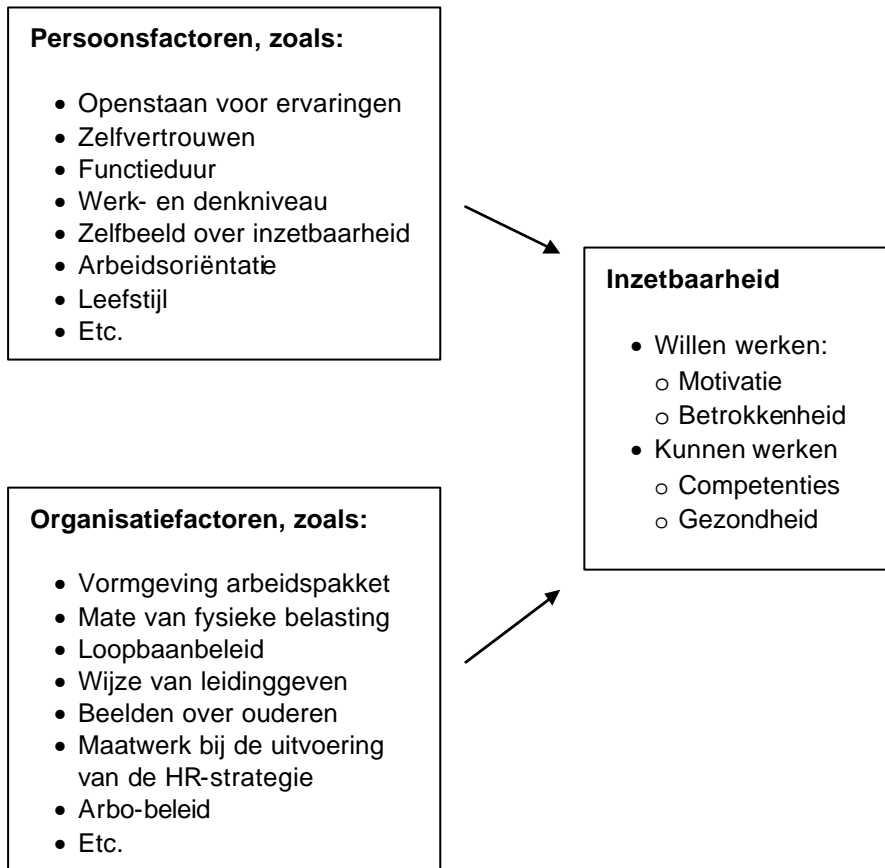 Persoonsfactoren, zoals:
• Openstaan voor ervaringen
• Zelfvertrouwen
• Functieduur
• Werk- en denkniveau
• Zelfbeeld over inzetbaarheid
• Arbeidsoriëntatie
• Leefstijl
• Etc.
Organisatiefactoren, zoals:
• Vormgeving arbeidspakket
• Mate van fysieke belasting
• Loopbaanbeleid
• Wijze van leidinggeven
• Beelden over ouderen
• Maatwerk bij de uitvoering
van de HR-strategie
• Arbo-beleid
• Etc.
Inzetbaarheid
• Willen werken:
o Motivatie
o Betrokkenheid
• Kunnen werken
o Competenties
o Gezondheid